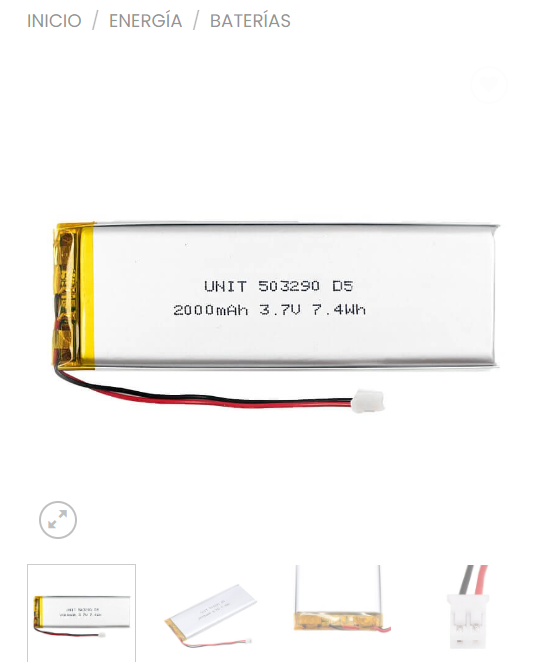 INICIO / ENERGÍA / BATERÍAS
UNIT 503290 D5
2000mAh 3.7V 7.4Wh